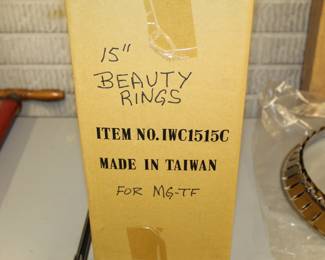 15"
BEAUTY
RINGS
ITEM NO. IWC1515C
MADE IN TAIWAN
FOR MG-TF